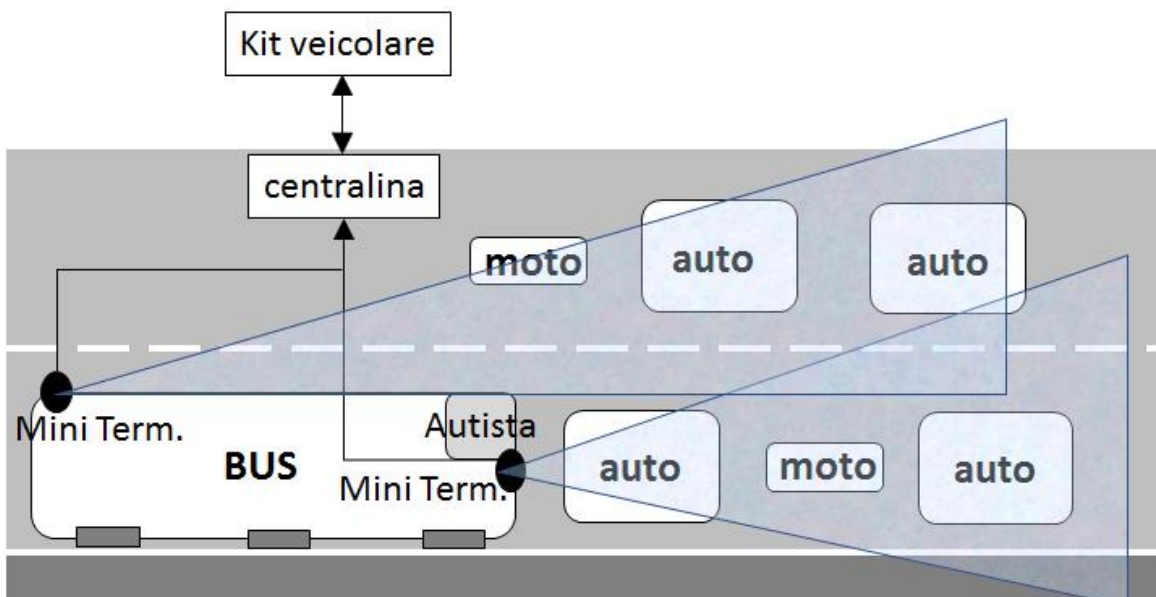 Kit veicolare
centralina
moto
auto
auto
Mini Term.
Autista
BUS
Mini Term.
auto
moto
auto